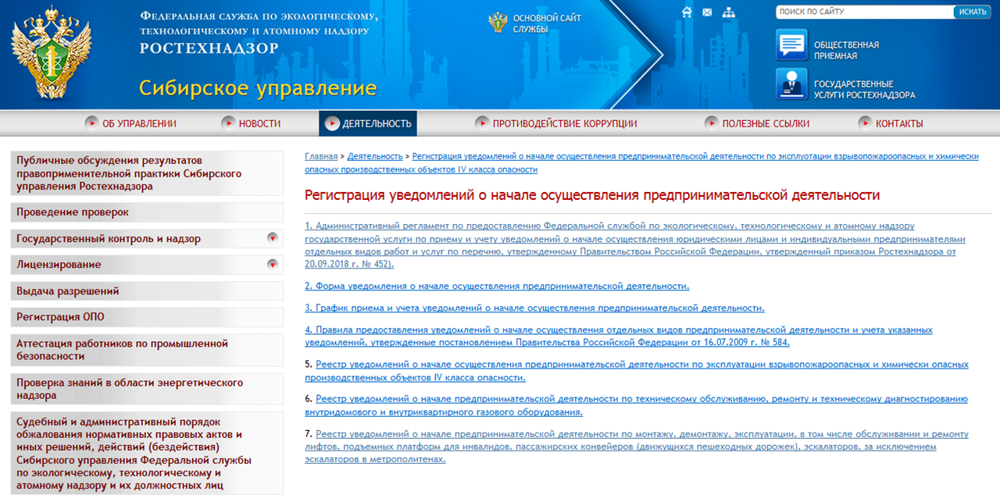 Федеральная служба по экологическому,
технологическому и атомному надзору
РОСТЕХНАДЗОР
Сибирское управление
ОСНОВНОЙ САЙТ
СЛУЖБЫ
ПОИСК ПО САЙТУ
ИСКАТЬ
ОБЩЕСТВЕННАЯ
ПРИЕМНАЯ
ГОСУДАРСТВЕННЫЕ
УСЛУГИ РОСТЕХНАДЗОРА
ОБ УПРАВЛЕНИИ
НОВОСТИ
ДЕЯТЕЛЬНОСТЬ
ПРОТИВОДЕЙСТВИЕ КОРРУПЦИИ
ПОЛЕЗНЫЕ ССЫЛКИ
КОНТАКТЫ
Публичные обсуждения результатов
правоприменительной практики Сибирского
управления Ростехнадзора
Проведение проверок
Государственный контроль и надзор
Лицензирование
Выдача разрешений
Регистрация ОПО
Аттестация работников по промышленной
безопасности
Проверка знаний в области энергетического
надзора
Судебный и административный порядок
обжалования нормативных правовых актов и
иных решений, действий (бездействия)
Сибирского управления Федеральной службы
по экологическому, технологическому и
атомному надзору и их должностных лиц
Главная > Деятельность > Регистрация уведомлений о начале осуществления предпринимательской деятельности по эксплуотации взрывопожароопасных и химически
опасных производственных объектов IV класса опасности
Регистрация уведомлений о начале осуществления предпринимательской деятельности
1. Административный регламент по предоставлению Федеральной службой по экологическому, технологическому и атомному надзору
государственной услуги по приему и учету уведомлений о начале осуществления юридическими лицами и индивидуальными предпринимателями
отдельных видов работ и услуг по перечню, утвержденному Правительством Российской Федерации, утвержденный приказом Ростехнадзора от
20.09.2018 г. № 452).
2. Форма уведомления о начале осуществления предпринимательской деятельности.
3. График приема и учета уведомлений о начале осуществления предпринимательской деятельности.
4. Правила предоставления уведомлений о начале осуществления отдельных видов предпринимательской деятельности и учета указанных
уведомлений, утвержденные постановлением Правительства Российской Федерации от 16.07.2009 г. № 584.
5. Реестр уведомлений о начале осуществления предпринимательской деятельности по эксплуатации взрывопожароопасных и химически опасных
производственных объектов IV класса опасности.
6. Реестр уведомлений о начале предпринимательской деятельности по техническому обслуживанию, ремонту и техническому диагностированию
внутридомового и внутриквартирного газового оборудования.
7. Реестр уведомлений о начале предпринимательской деятельности по монтажу, демонтажу, эксплуатации, в том числе обслуживании и ремонту
лифтов, подъемных платформ для инвалидов, пассажирских конвейеров (движущихся пешеходных дорожек), эскалаторов, за исключением
эскалаторов в метрополитенах.